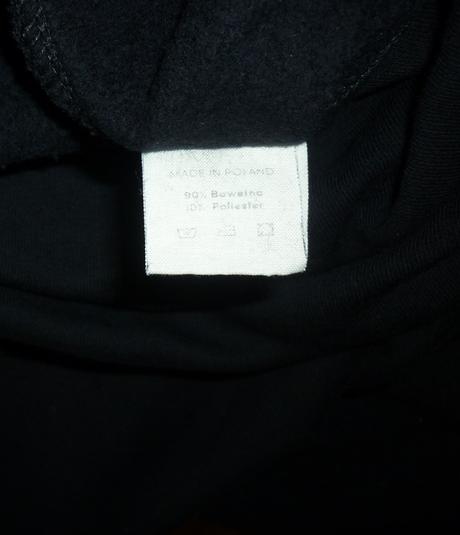 MADE IN POLAND
90% Bawełna
10% Poliester